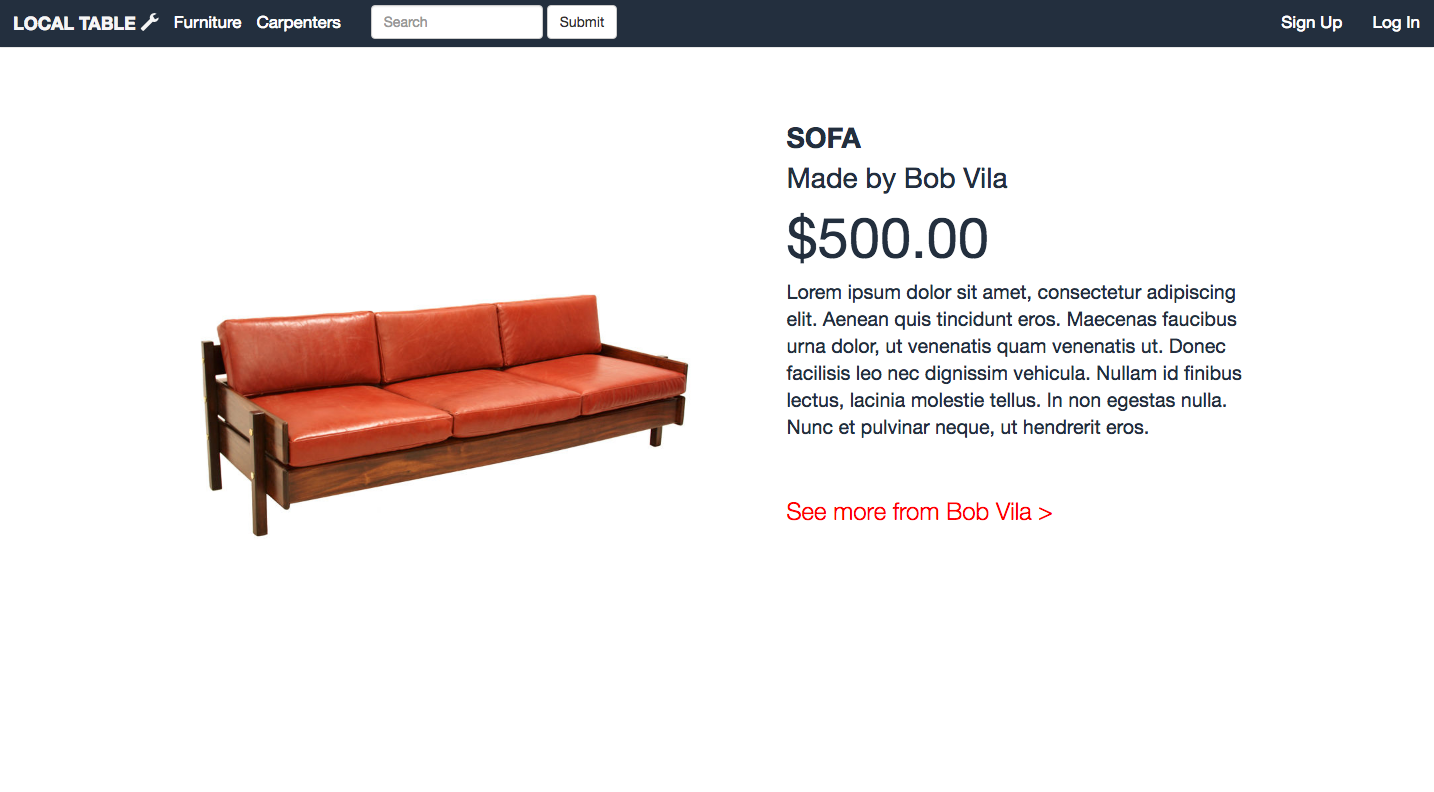 LOCAL TABLE Furniture Carpenters Search Submit Sign Up Log In
SOFA
Made by Bob Vila
$500.00
Lorem ipsum dolor sit amet, consectetur adipiscing
elit. Aenean quis tincidunt eros. Maecenas faucibus
urna dolor, ut venenatis quam venenatis ut. Donec
facilisis leo nec dignissim vehicula. Nullam id finibus
lectus, lacinia molestie tellus. In non egestas nulla.
Nunc et pulvinar neque, ut hendrerit eros.
See more from Bob Vila >